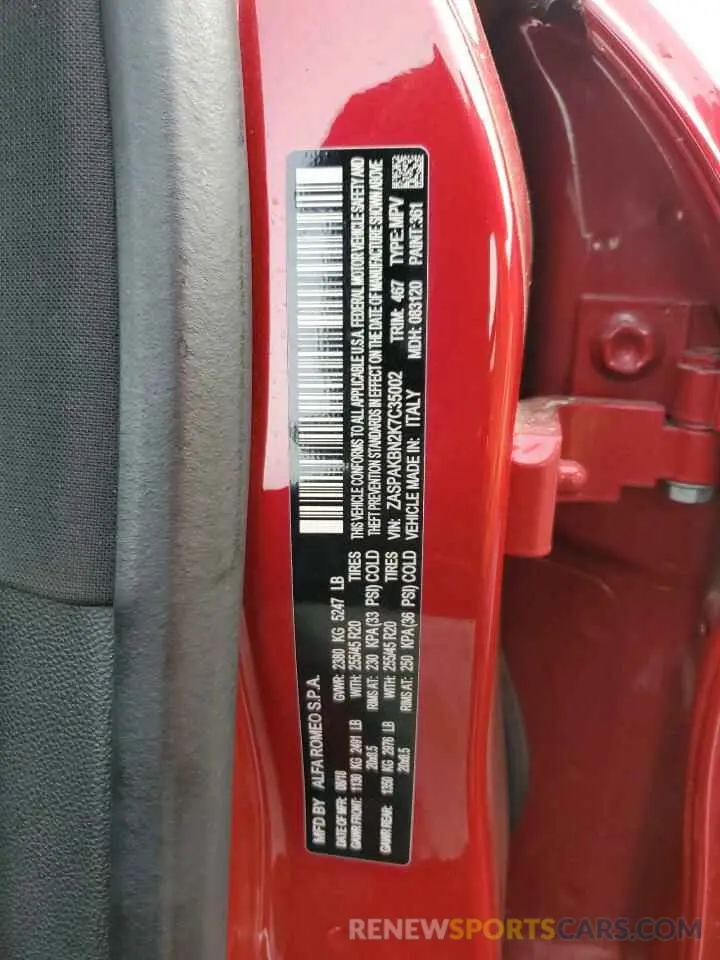 MFD BY ALFA ROMEO S.P.A.
DATE OF MFR: 08/18 GVWR: 2380 KG 5247 LB
GAWR FRONT: 1130 KG 2491 LB WITH: 255/45 R20 TIRES
20x8.5 RIMS AT: 230 KPA (33 PSI) COLD
GAWR REAR: 1350 KG 2976 LB WITH: 255/45 R20 TIRES
20x8.5 RIMS AT: 250 KPA (36 PSI) COLD
THIS VEHICLE CONFORMS TO ALL APPLICABLE U.S.A. FEDERAL MOTOR VEHICLE SAFETY AND
THEFT PREVENTION STANDARDS IN EFFECT ON THE DATE OF MANUFACTURE SHOWN ABOVE
VIN: ZASPAKBN2K7C35002 TRIM: 467 TYPE: MPV
VEHICLE MADE IN: ITALY MDH: 083120 PAINT: 361
RENEWSPORTSCARS.COM